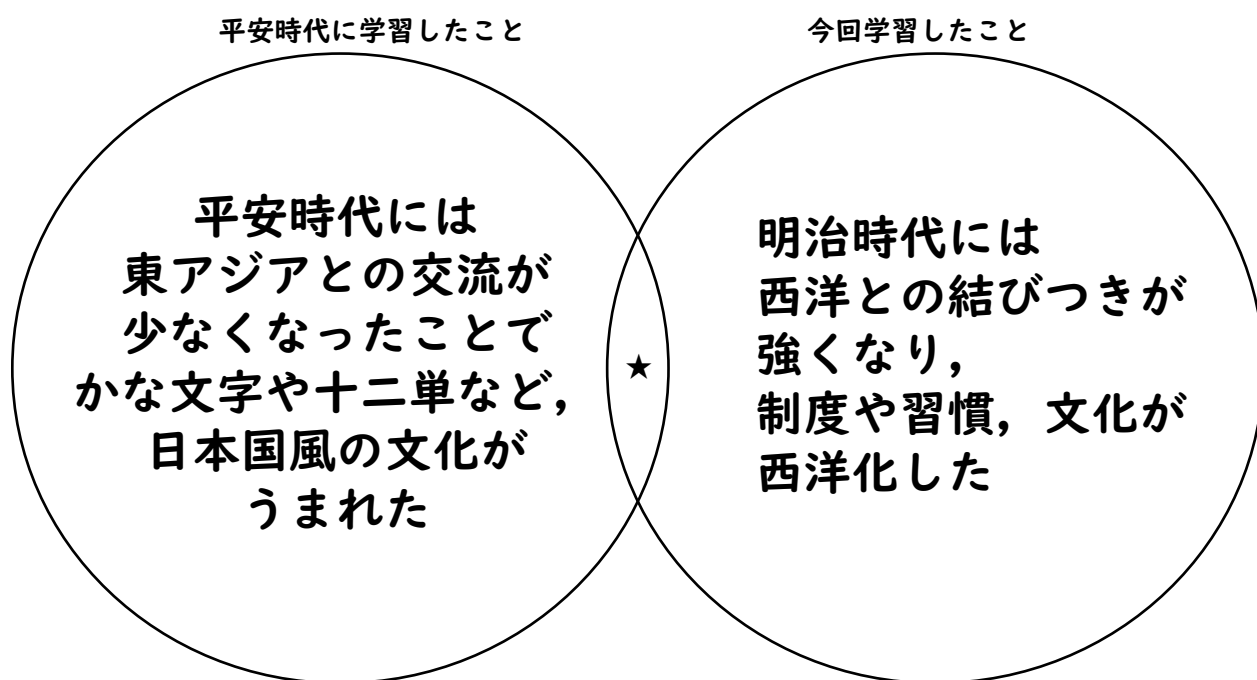 平安時代に学習したこと
今回学習したこと
平安時代には
東アジアとの交流が
少なくなったことで
かな文字や十二単など，
日本国風の文化が
うまれた
★
明治時代には
西洋との結びつきが
強くなり，
制度や習慣，文化が
西洋化した